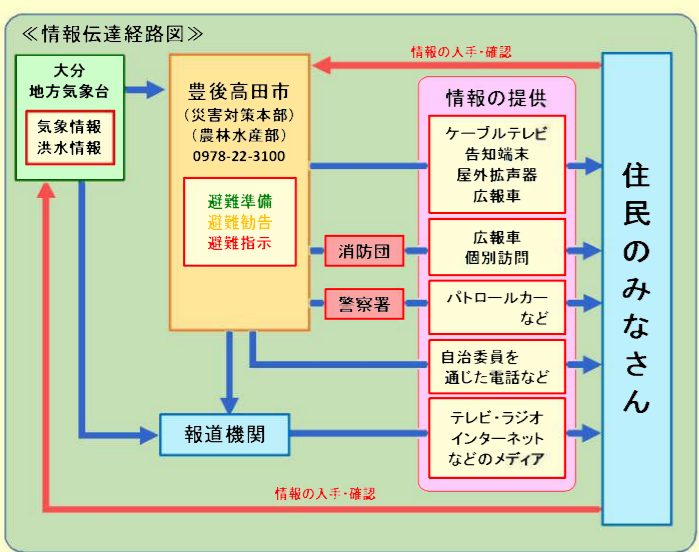 ≪情報伝達経路図≫
大分
地方気象台
気象情報
洪水情報
豊後高田市
(災害対策本部)
(農林水産部)
0978-22-3100
避難準備
避難勧告
避難指示
情報の入手・確認
情報の提供
ケーブルテレビ
告知端末
屋外拡声器
広報車
消防団
広報車
個別訪問
警察署
パトロールカー
など
自治委員を
通じた電話など
報道機関
テレビ・ラジオ
インターネット
などのメディア
住民のみなさん
情報の入手・確認